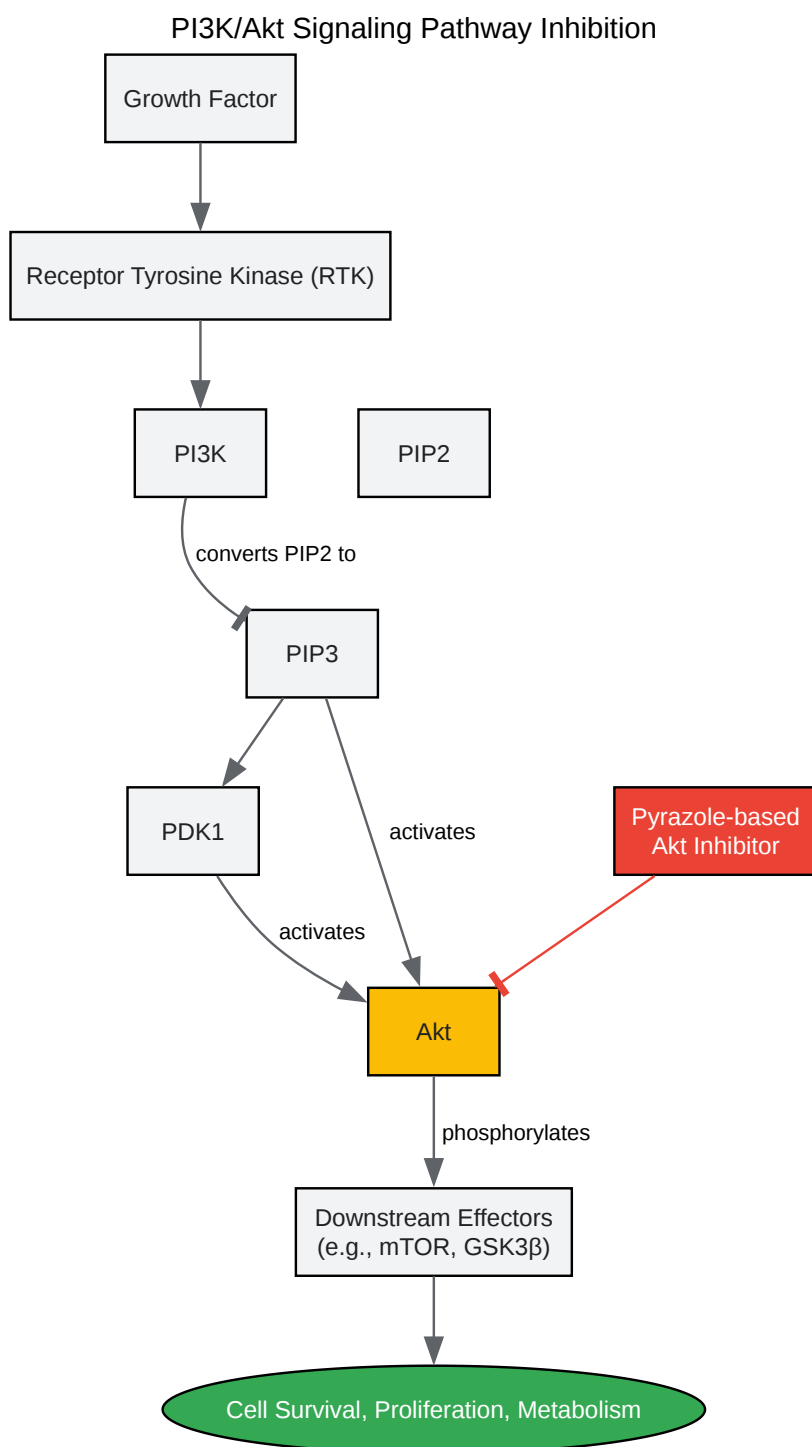 PI3K/Akt Signaling Pathway Inhibition
Growth Factor
Receptor Tyrosine Kinase (RTK)
PI3K
PIP2
converts PIP2 to
PIP3
PDK1
activates
Pyrazole-based
Akt Inhibitor
activates
Akt
phosphorylates
Downstream Effectors
(e.g., mTOR, GSK3β)
Cell Survival, Proliferation, Metabolism